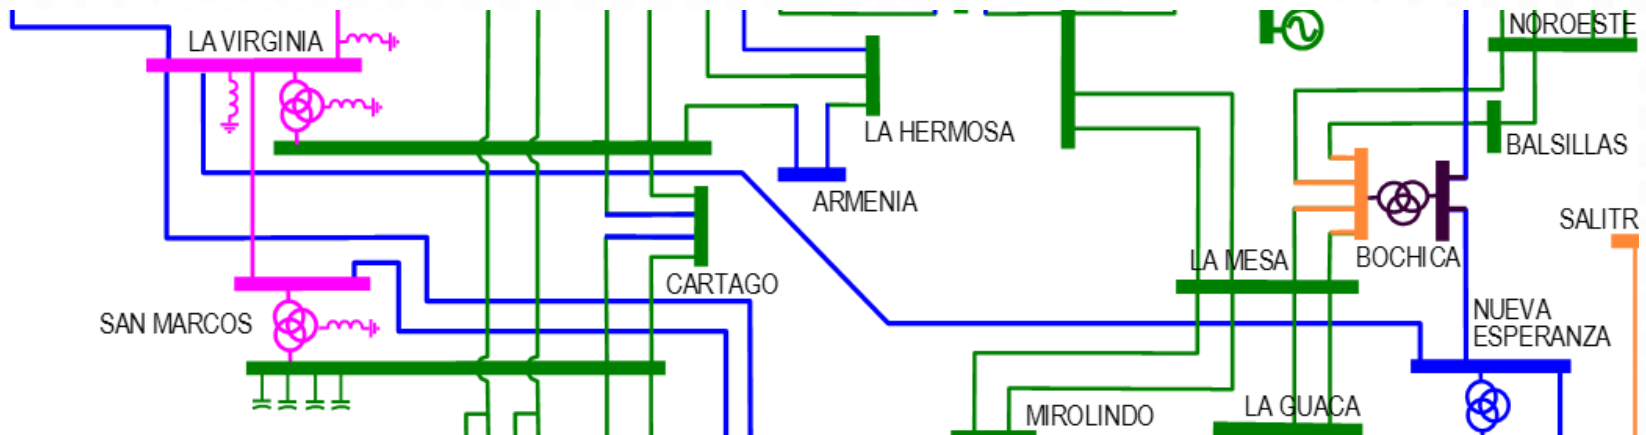 NOROESTE
LA VIRGINIA
LA HERMOSA
BALSILLAS
ARMENIA
SALITR
LA MESA
BOCHICA
CARTAGO
SAN MARCOS
NUEVA
ESPERANZA
MIROLINDO
LA GUACA